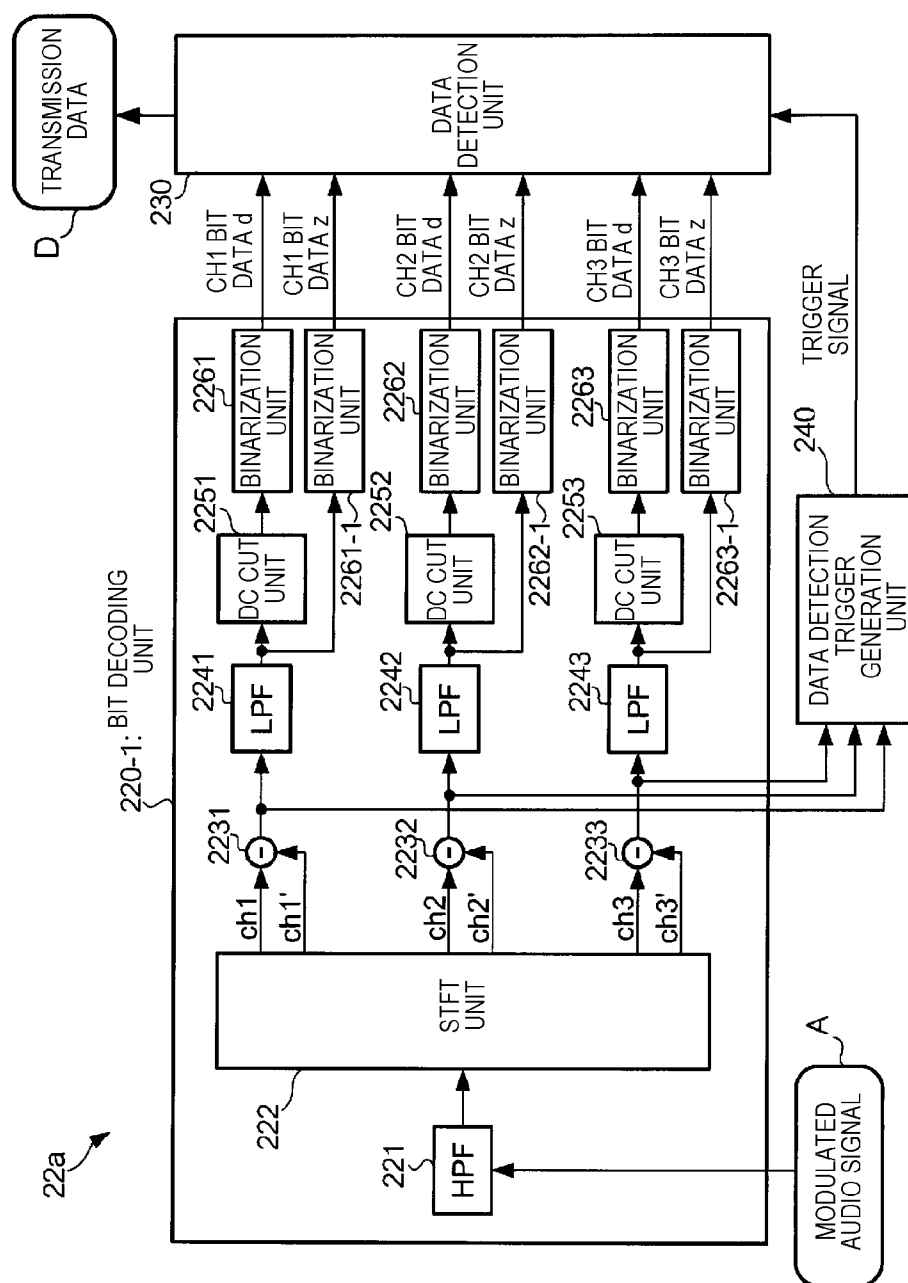 22a
220-1: BIT DECODING
UNIT
TRANSMISSION
DATA
D
A
MODULATED
AUDIO SIGNAL
221
HPF
222
STFT
UNIT
ch1
ch1'
2231
-
2241
LPF
2251
DC CUT
UNIT
2261
BINARIZATION
UNIT
BINARIZATION
UNIT
2261-1
CH1 BIT
DATA d
CH1 BIT
DATA z
ch2
ch2'
2232
-
2242
LPF
2252
DC CUT
UNIT
2262
BINARIZATION
UNIT
BINARIZATION
UNIT
2262-1
CH2 BIT
DATA d
CH2 BIT
DATA z
ch3
ch3'
2233
-
2243
LPF
2253
DC CUT
UNIT
2263
BINARIZATION
UNIT
BINARIZATION
UNIT
2263-1
CH3 BIT
DATA d
CH3 BIT
DATA z
230
DATA
DETECTION
UNIT
240
DATA DETECTION
TRIGGER
GENERATION
UNIT
TRIGGER
SIGNAL